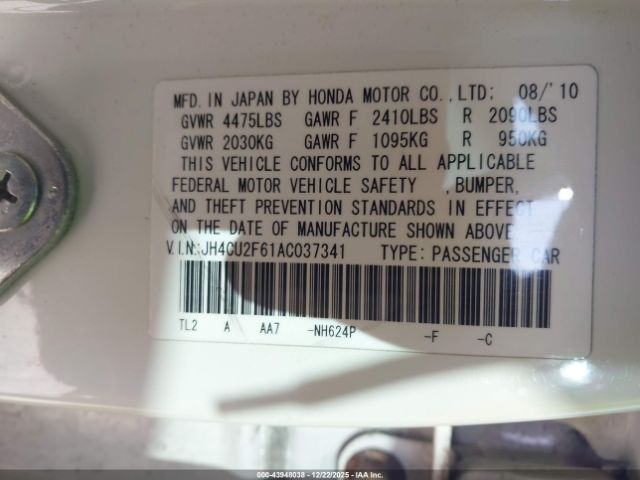 MFD. IN JAPAN BY HONDA MOTOR CO., LTD: 08/'10
GVWR 4475LBS GAWR F 2410LBS R 2090LBS
GVWR 2030KG GAWR F 1095KG R 950KG
THIS VEHICLE CONFORMS TO ALL APPLICABLE
FEDERAL MOTOR VEHICLE SAFETY , BUMPER,
AND THEFT PREVENTION STANDARDS IN EFFECT
ON THE DATE OF MANUFACTURE SHOWN ABOVE
V.I.N: JH4CU2F61AC037341 TYPE: PASSENGER CAR
TL2 A AA7 -NH624P -F -C
000-43948038 - 12/22/2025 - IAAI.COM